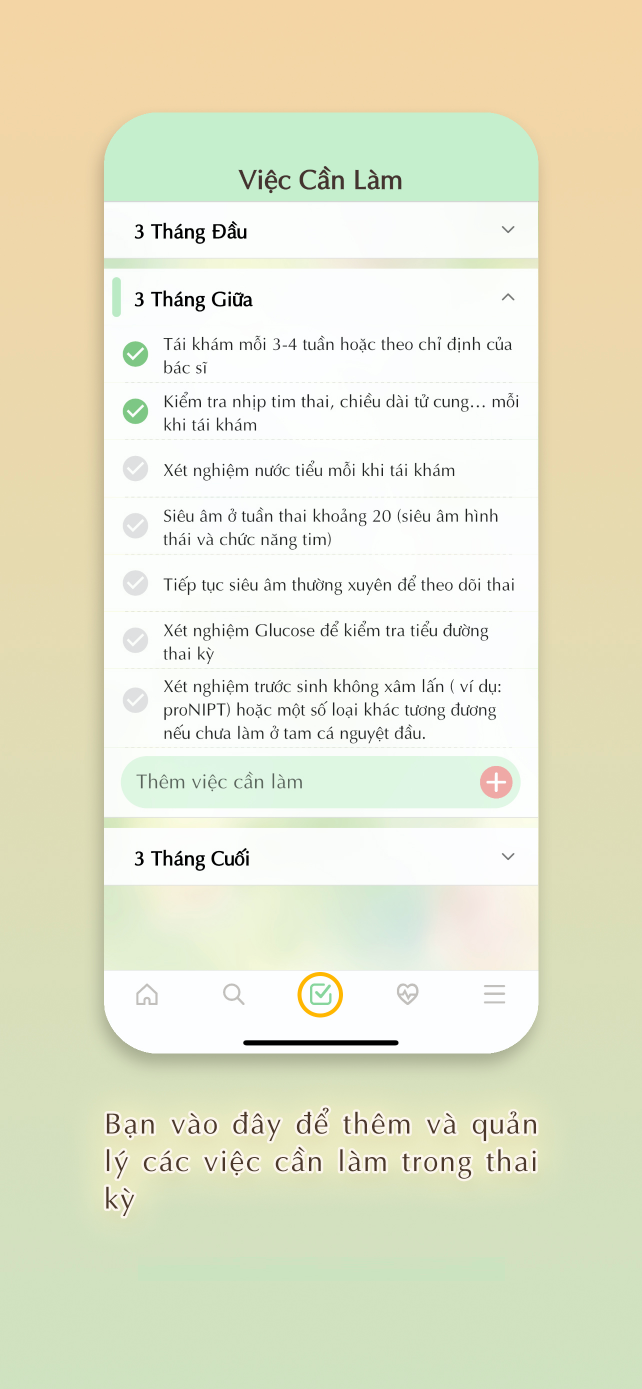 Việc Cần Làm
3 Tháng Đầu
3 Tháng Giữa
Tái khám mỗi 3-4 tuần hoặc theo chỉ định của
bác sĩ
Kiểm tra nhịp tim thai, chiều dài tử cung... mỗi
khi tái khám
Xét nghiệm nước tiểu mỗi khi tái khám
Siêu âm ở tuần thai khoảng 20 (siêu âm hình
thái và chức năng tim)
Tiếp tục siêu âm thường xuyên để theo dõi thai
Xét nghiệm Glucose để kiểm tra tiểu đường
thai kỳ
Xét nghiệm trước sinh không xâm lấn ( ví dụ:
proNIPT) hoặc một số loại khác tương đương
nếu chưa làm ở tam cá nguyệt đầu.
Thêm việc cần làm
3 Tháng Cuối
Bạn vào đây để thêm và quản
lý các việc cần làm trong thai
kỳ